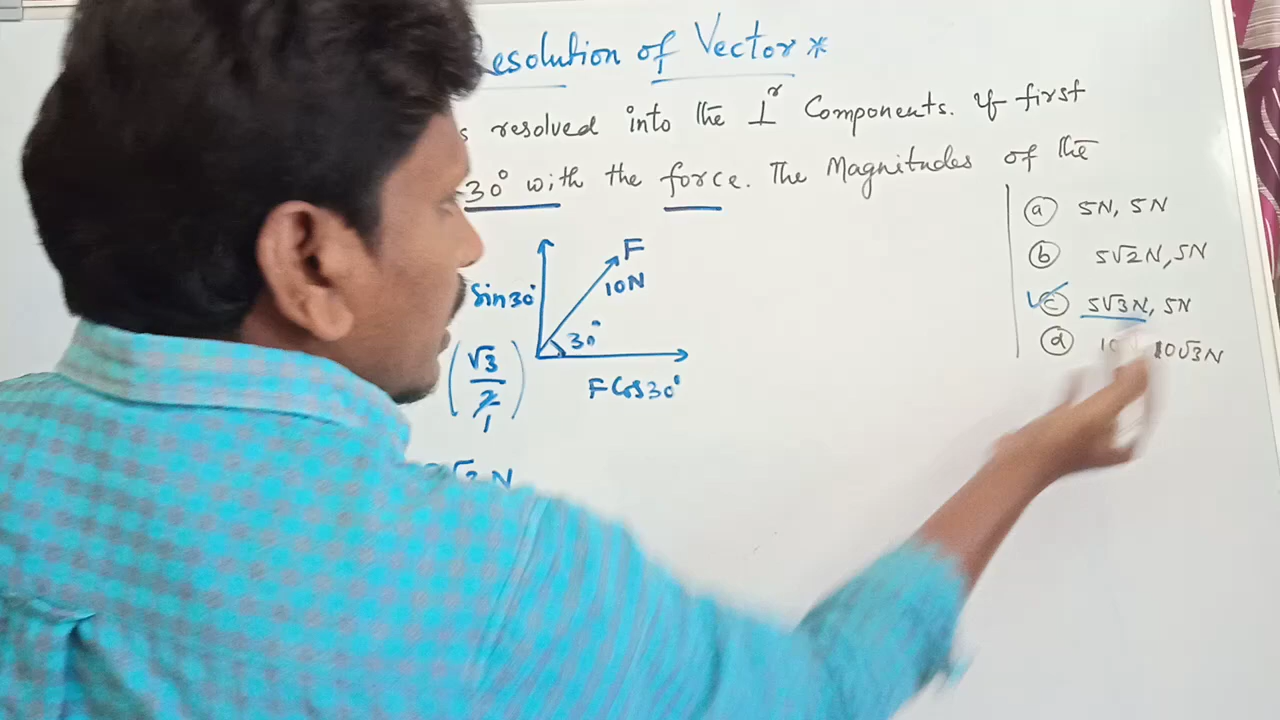 esolution of Vector *
s resolved into the ⊥ʳ Components. If first
30° with the force. The Magnitudes of the
ⓐ 5N, 5N
ⓑ 5√2N, 5N
ⓒ 5√3N, 5N
ⓓ 10√3N
F
10N
Sin30°
30°
(√3/2)
1
F Cos30°
N